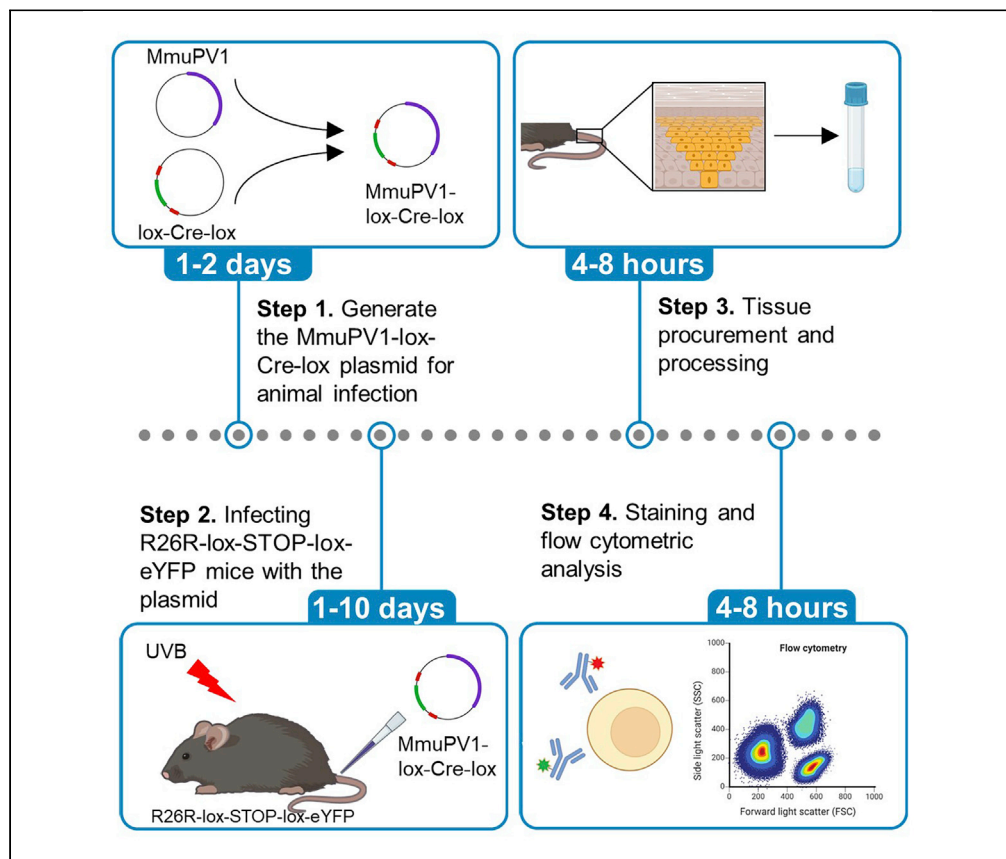 MmuPV1
lox-Cre-lox
MmuPV1-
lox-Cre-lox
1-2 days
4-8 hours
Step 1. Generate
the MmuPV1-lox-
Cre-lox plasmid for
animal infection
Step 3. Tissue
procurement and
processing
Step 2. Infecting
R26R-lox-STOP-lox-
eYFP mice with the
plasmid
Step 4. Staining and
flow cytometric
analysis
1-10 days
4-8 hours
UVB
MmuPV1-
lox-Cre-lox
R26R-lox-STOP-lox-eYFP
Flow cytometry
Side light scatter (SSC)
1000
800
600
400
200
0
0 200 400 600 800 1000
Forward light scatter (FSC)